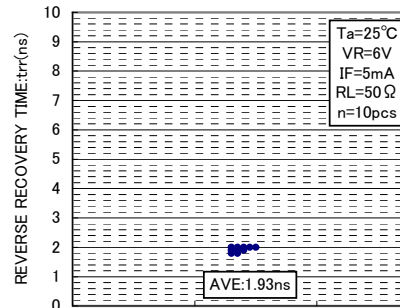 REVERSE RECOVERY TIME:trr(ns)
10
9
8
7
6
5
4
3
2
1
0
Ta=25℃
VR=6V
IF=5mA
RL=50Ω
n=10pcs
AVE:1.93ns